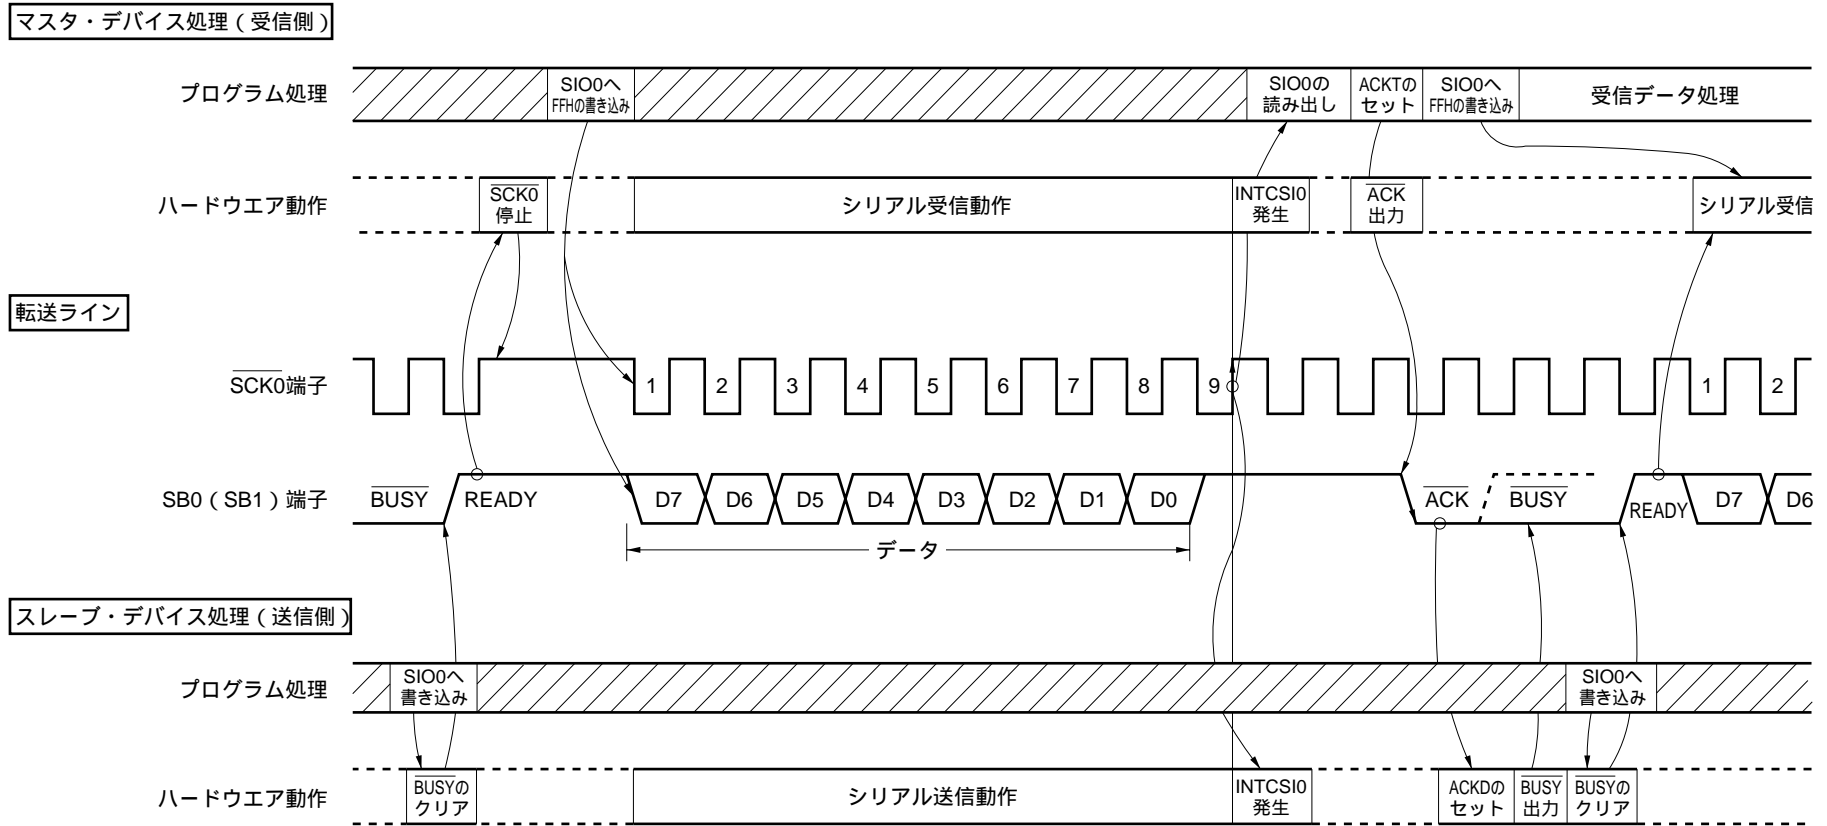 マスタ・デバイス処理（受信側）
プログラム処理
SIO0へ
FFHの書き込み
SIO0の
読み出し
ACKTの
セット
SIO0へ
FFHの書き込み
受信データ処理
ハードウエア動作
SCK0
停止
シリアル受信動作
INTCSI0
発生
ACK
出力
シリアル受信
転送ライン
SCK0端子
1 2 3 4 5 6 7 8 9 1 2
SB0（SB1）端子
BUSY READY D7 D6 D5 D4 D3 D2 D1 D0 ACK BUSY READY D7 D6
データ
スレーブ・デバイス処理（送信側）
プログラム処理
SIO0へ
書き込み
SIO0へ
書き込み
ハードウエア動作
BUSYの
クリア
シリアル送信動作
INTCSI0
発生
ACKDの
セット
BUSY
出力
BUSYの
クリア